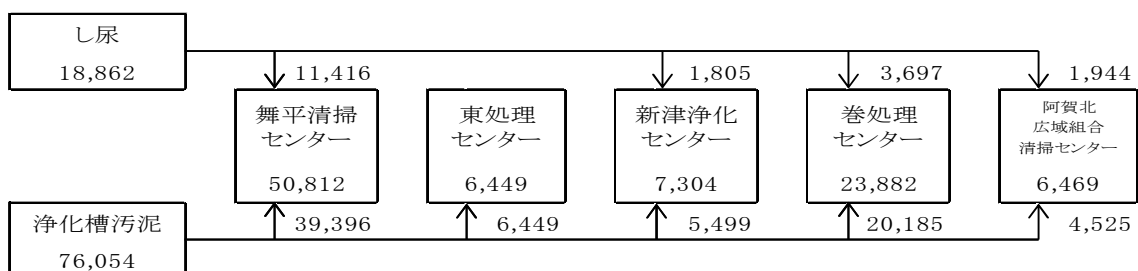 し尿
18,862
11,416
1,805
3,697
1,944
舞平清掃
センター
50,812
東処理
センター
6,449
新津浄化
センター
7,304
巻処理
センター
23,882
阿賀北
広域組合
清掃センター
6,469
浄化槽汚泥
76,054
39,396
6,449
5,499
20,185
4,525